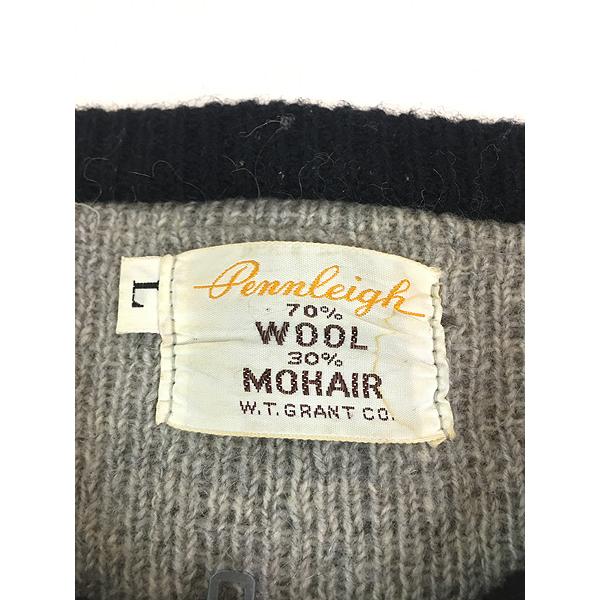 Pennleigh
70%
WOOL
30%
MOHAIR
W.T. GRANT CO.
L